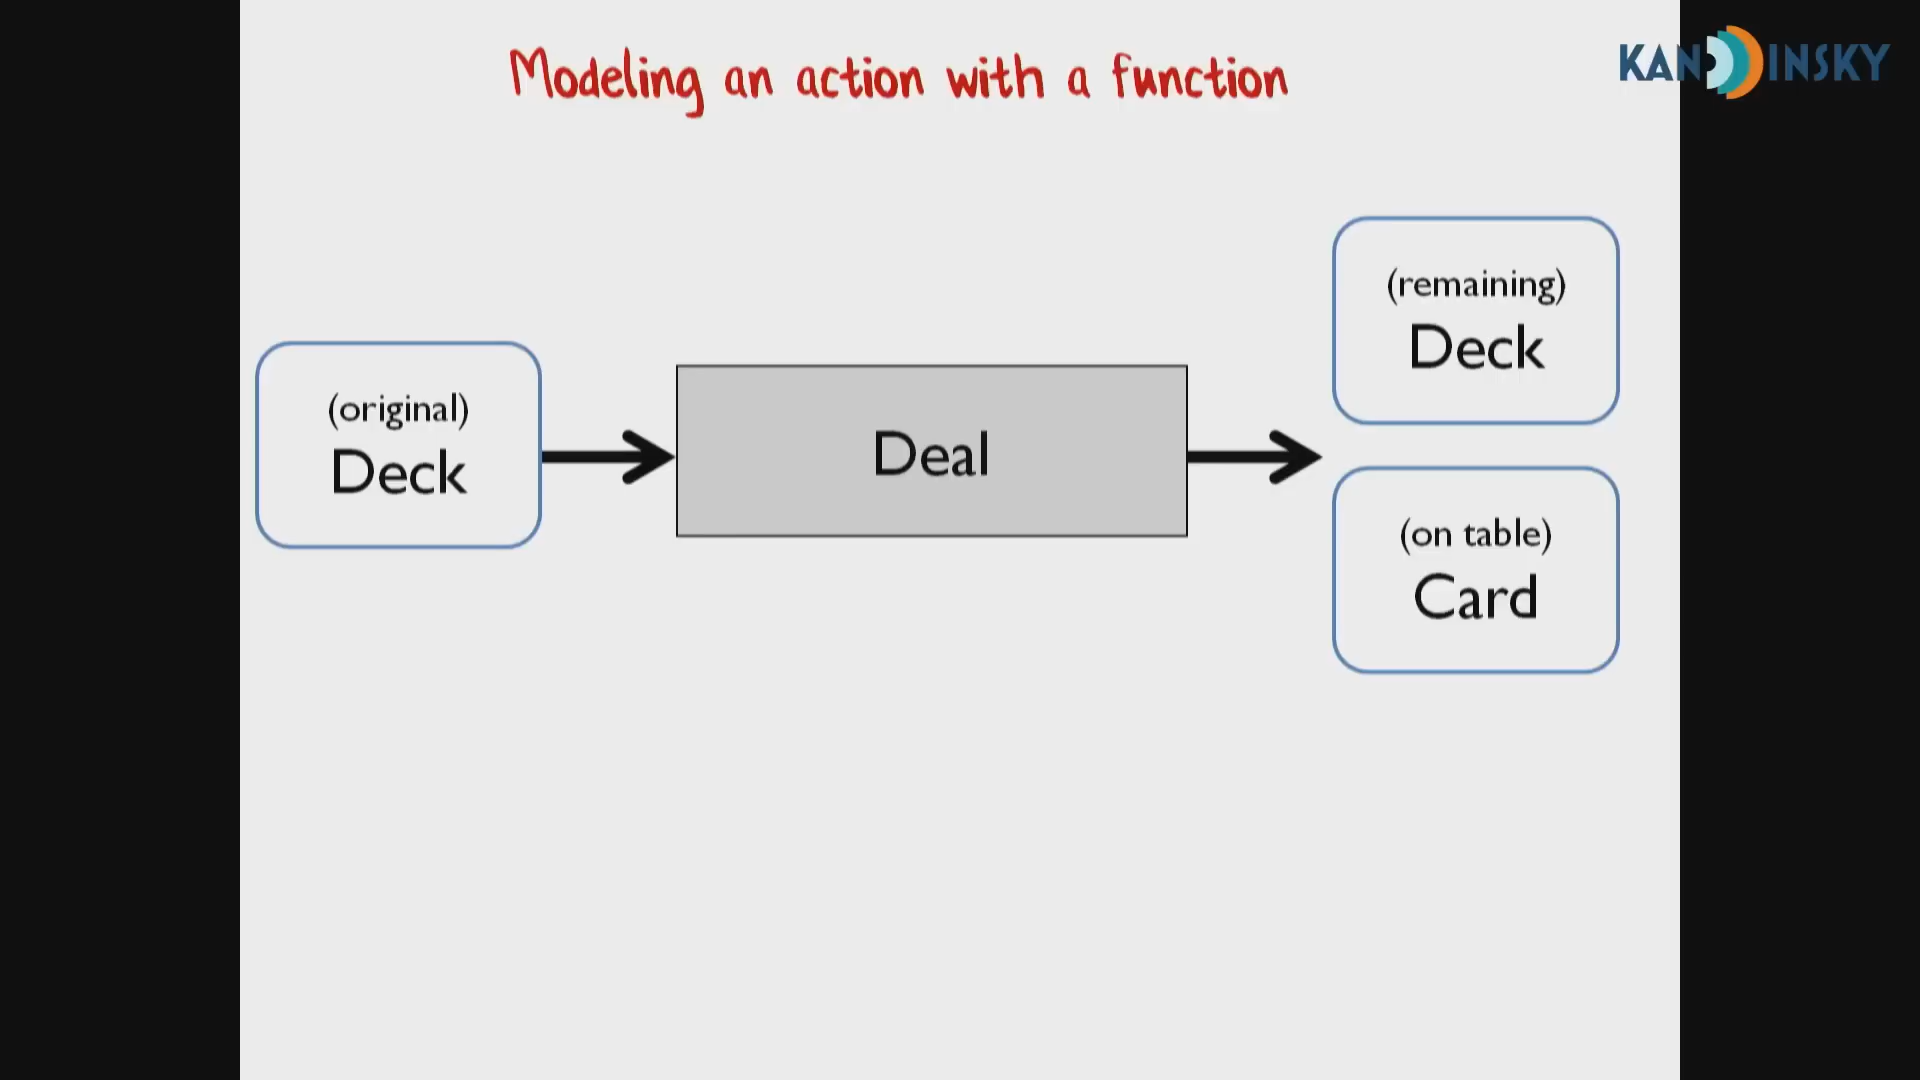 Modeling an action with a function
KANDINSKY
(original)
Deck
Deal
(remaining)
Deck
(on table)
Card